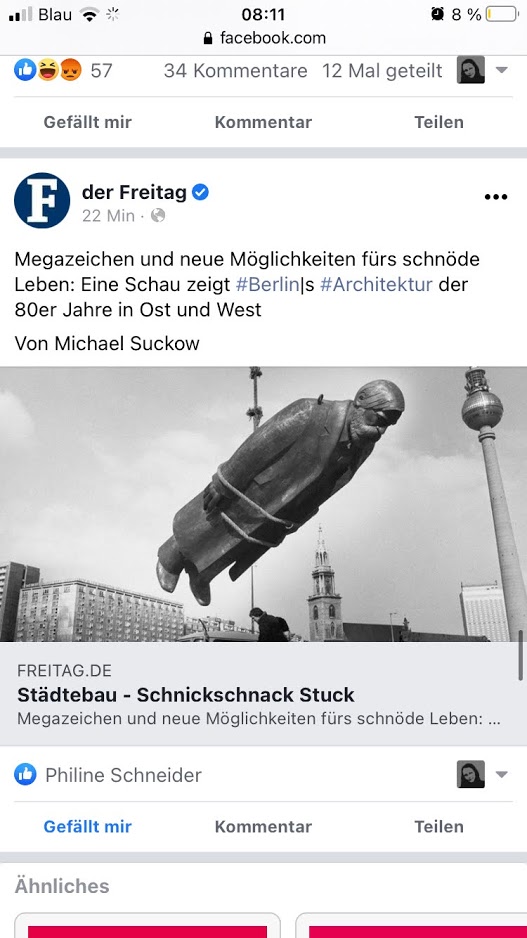 Blau 08:11 8 %
facebook.com
57 34 Kommentare 12 Mal geteilt
Gefällt mir Kommentar Teilen
F der Freitag
22 Min ·
Megazeichen und neue Möglichkeiten fürs schnöde
Leben: Eine Schau zeigt #Berlin|s #Architektur der
80er Jahre in Ost und West
Von Michael Suckow
FREITAG.DE
Städtebau - Schnickschnack Stuck
Megazeichen und neue Möglichkeiten fürs schnöde Leben: ...
Philine Schneider
Gefällt mir Kommentar Teilen
Ähnliches